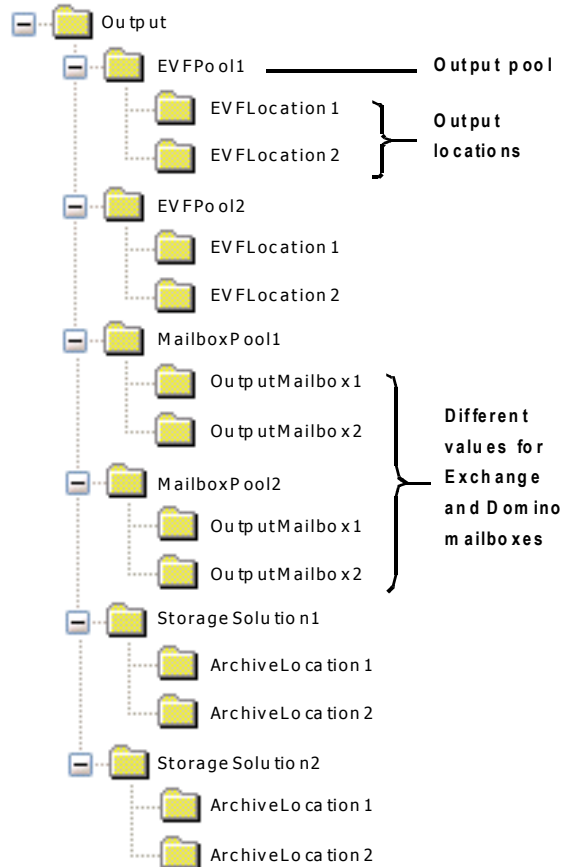 Output
EVFPool1
Output pool
EVFLocation1
EVFLocation2
Output
locations
EVFPool2
EVFLocation1
EVFLocation2
MailboxPool1
OutputMailbox1
OutputMailbox2
Different
values for
Exchange
and Domino
mailboxes
MailboxPool2
OutputMailbox1
OutputMailbox2
StorageSolution1
ArchiveLocation1
ArchiveLocation2
StorageSolution2
ArchiveLocation1
ArchiveLocation2